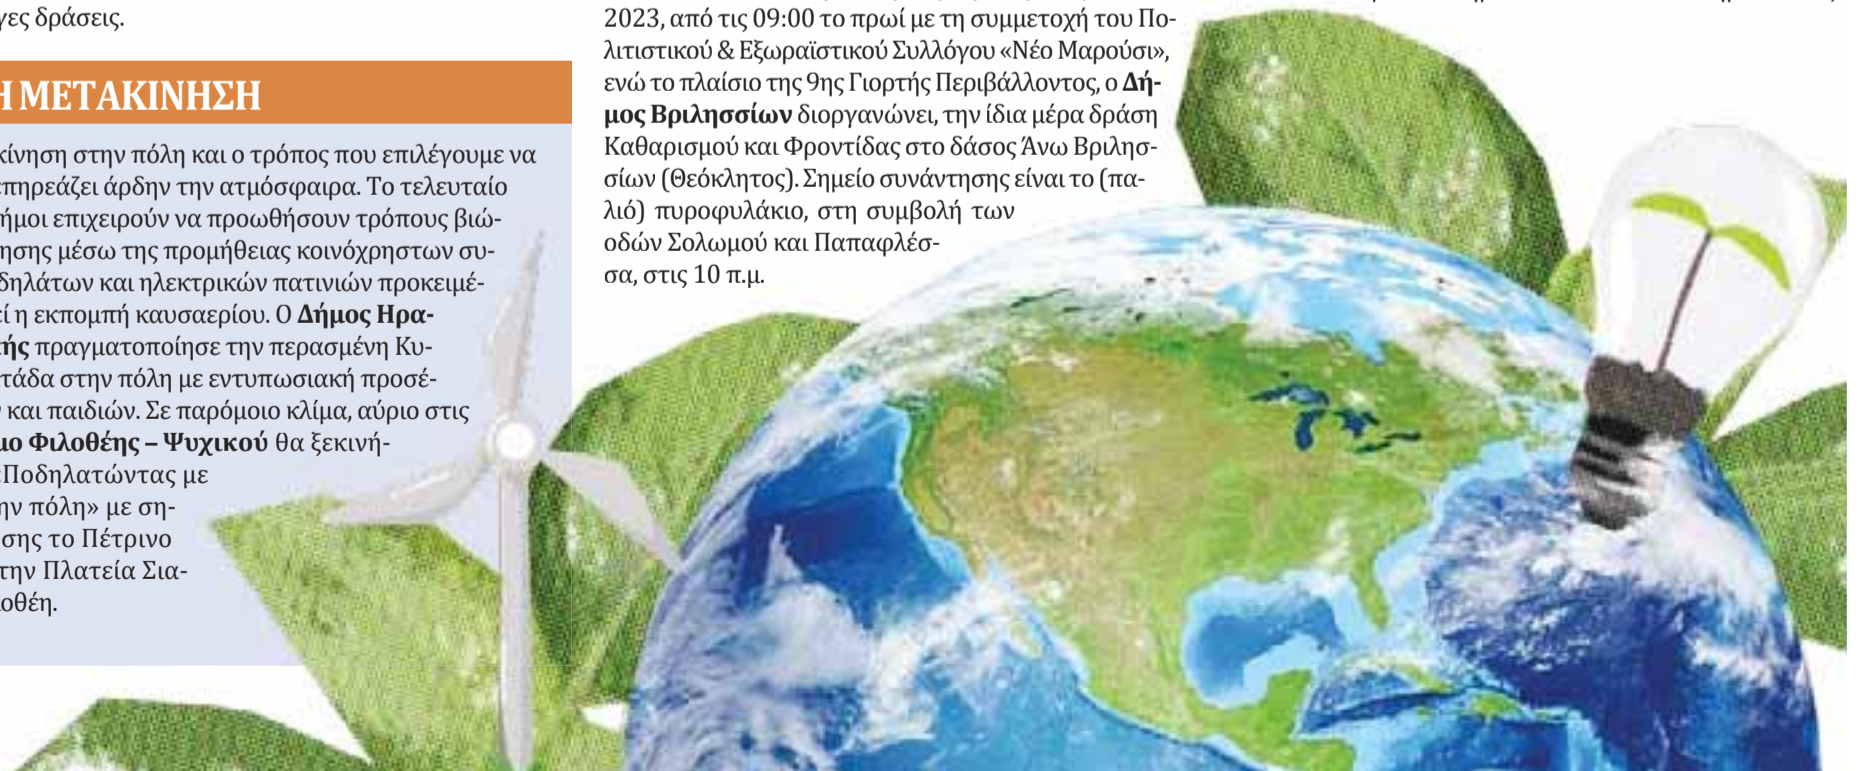 γες δράσεις.
Η ΜΕΤΑΚΙΝΗΣΗ
κίνηση στην πόλη και ο τρόπος που επιλέγουμε να
επηρεάζει άρδην την ατμόσφαιρα. Το τελευταίο
ήμοι επιχειρούν να προωθήσουν τρόπους βιώ-
ησης μέσω της προμήθειας κοινόχρηστων συ-
δηλάτων και ηλεκτρικών πατινιών προκειμέ-
εί η εκπομπή καυσαερίου. Ο Δήμος Ηρα-
ής πραγματοποίησε την περασμένη Κυ-
τάδα στην πόλη με εντυπωσιακή προσέ-
και παιδιών. Σε παρόμοιο κλίμα, αύριο στις
μο Φιλοθέης – Ψυχικού θα ξεκινή-
«Ποδηλατώντας με
ην πόλη» με ση-
σης το Πέτρινο
την Πλατεία Σια-
οθέη.
2023, από τις 09:00 το πρωί με τη συμμετοχή του Πο-
λιτιστικού & Εξωραϊστικού Συλλόγου «Νέο Μαρούσι»,
ενώ το πλαίσιο της 9ης Γιορτής Περιβάλλοντος, ο Δή-
μος Βριλησσίων διοργανώνει, την ίδια μέρα δράση
Καθαρισμού και Φροντίδας στο δάσος Άνω Βριλησ-
σίων (Θεόκλητος). Σημείο συνάντησης είναι το (πα-
λιό) πυροφυλάκιο, στη συμβολή των
οδών Σολωμού και Παπαφλέσ-
σα, στις 10 π.μ.